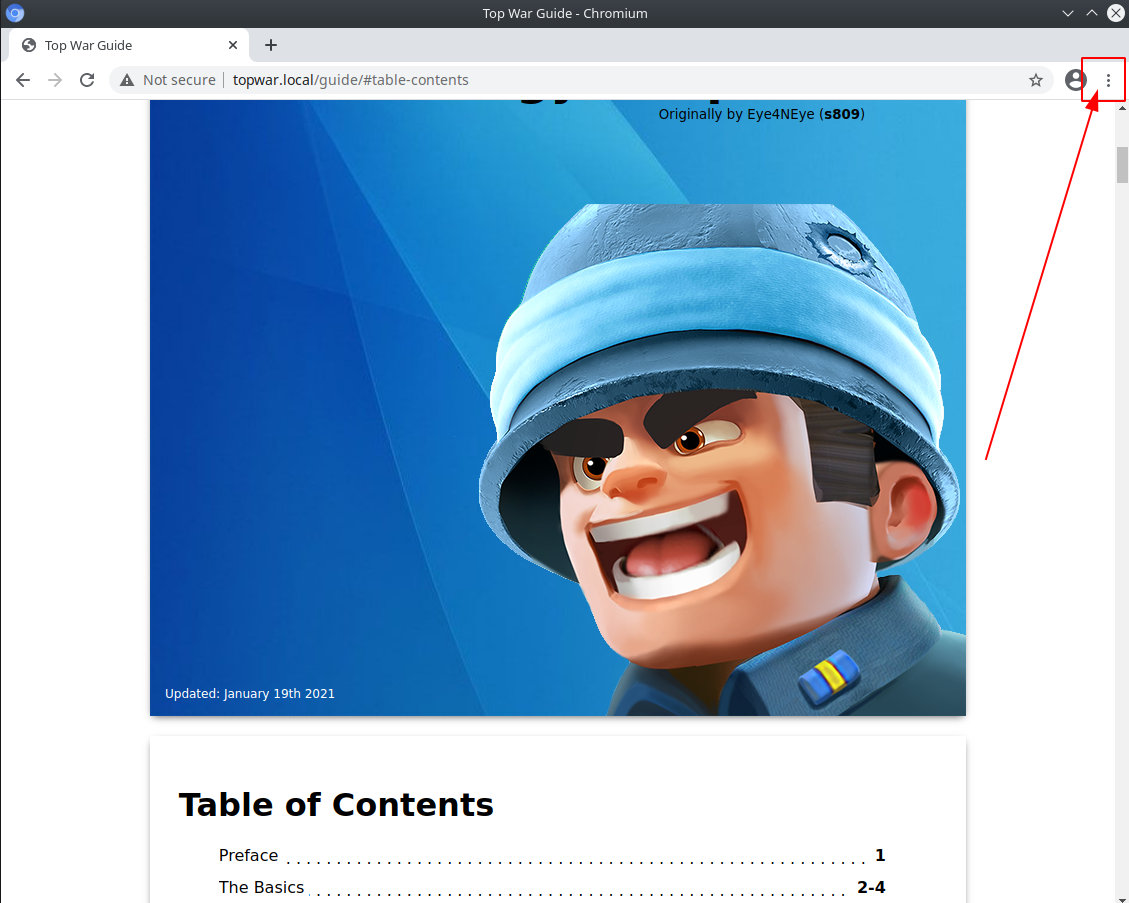 Top War Guide - Chromium
Top War Guide
Not secure topwar.local/guide/#table-contents
Originally by Eye4NEye (s809)
Updated: January 19th 2021
Table of Contents
Preface . . . . . . . . . . . . . . . . . . . . . . . . . . . . . . . . . . . . . . . . . . . . . . . . . . . . . . . . . . 1
The Basics . . . . . . . . . . . . . . . . . . . . . . . . . . . . . . . . . . . . . . . . . . . . . . . . . . . . . . 2-4